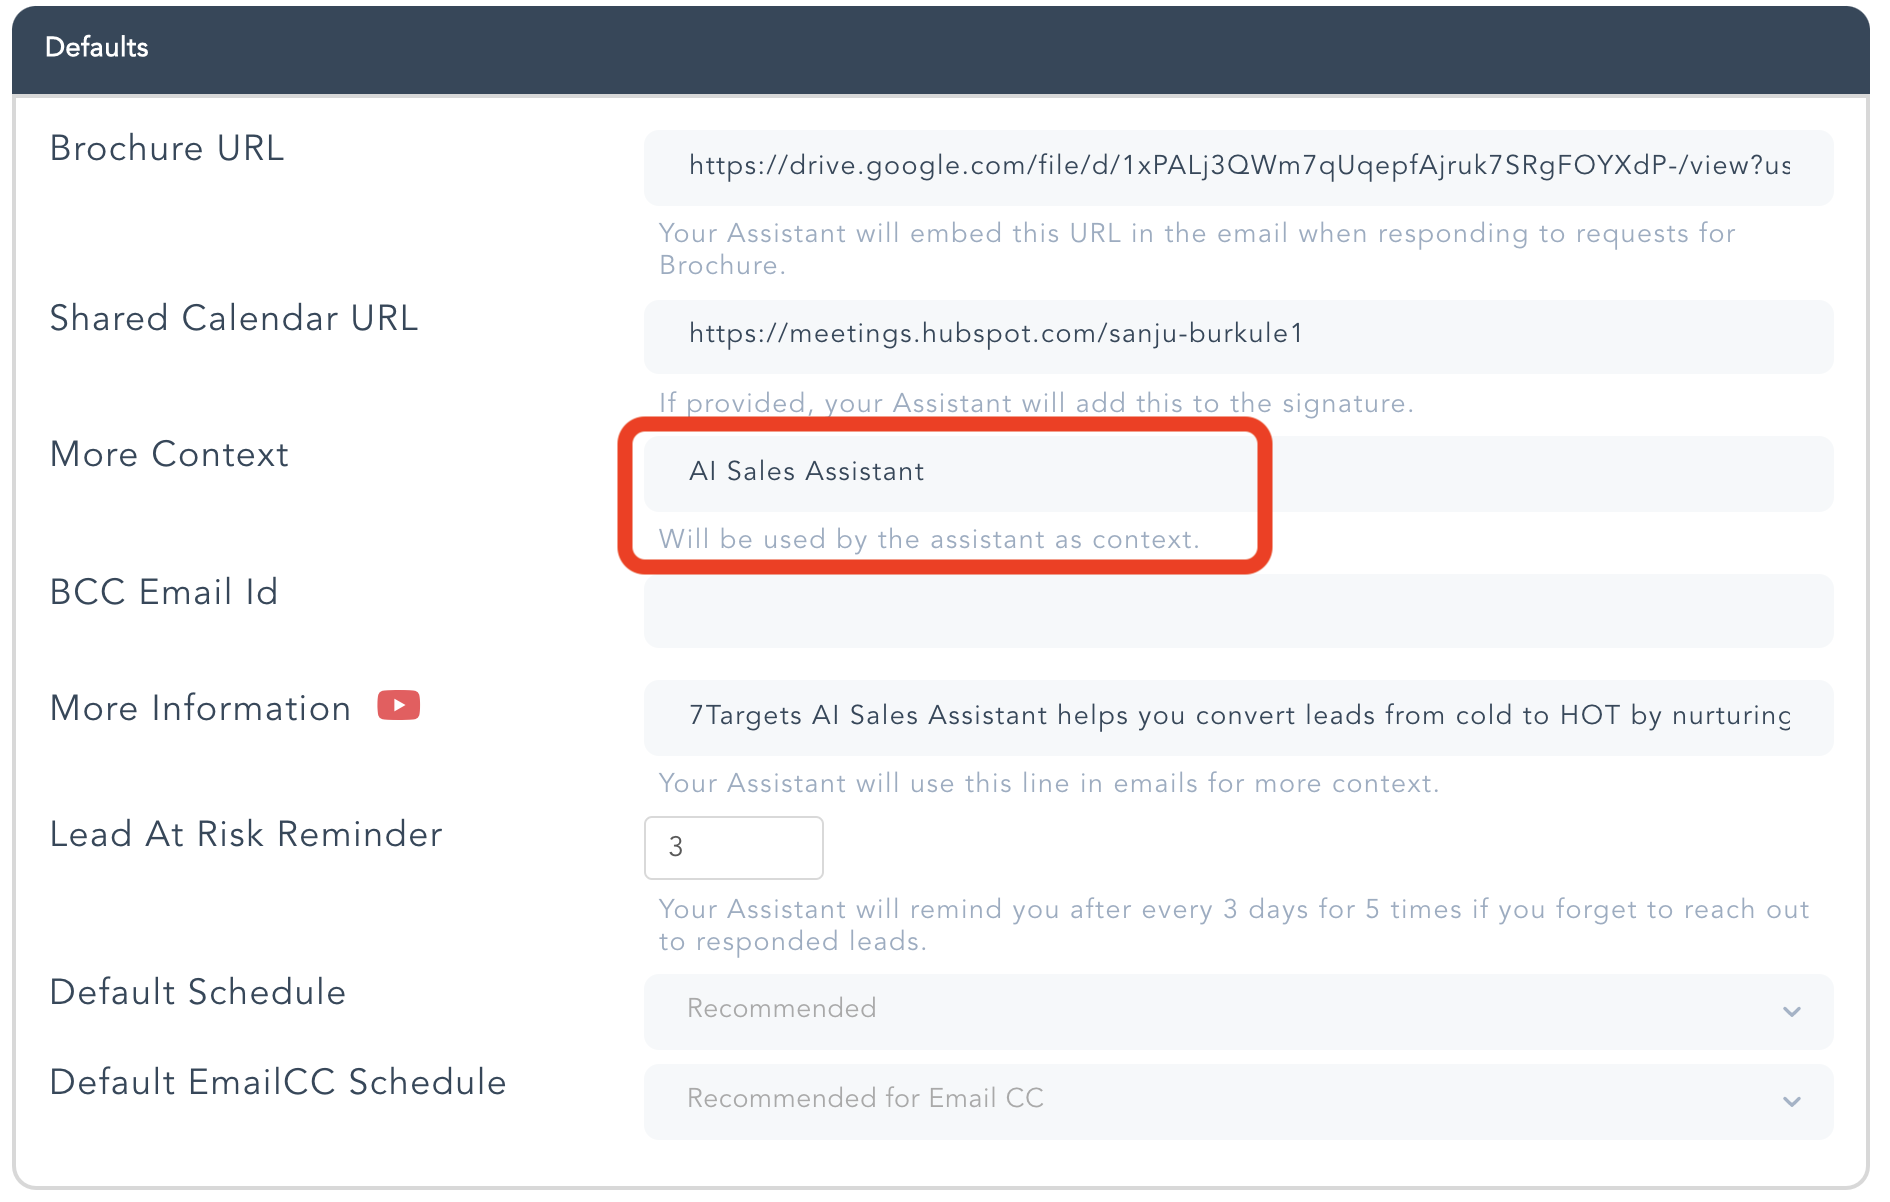 Defaults
Brochure URL
https://drive.google.com/file/d/1xPALj3QWm7qUqepfAjruk7SRgFOYXdP-/view?us
Your Assistant will embed this URL in the email when responding to requests for
Brochure.
Shared Calendar URL
https://meetings.hubspot.com/sanju-burkule1
If provided, your Assistant will add this to the signature.
More Context
AI Sales Assistant
Will be used by the assistant as context.
BCC Email Id
More Information
7Targets AI Sales Assistant helps you convert leads from cold to HOT by nurturing
Your Assistant will use this line in emails for more context.
Lead At Risk Reminder
3
Your Assistant will remind you after every 3 days for 5 times if you forget to reach out
to responded leads.
Default Schedule
Recommended
Default EmailCC Schedule
Recommended for Email CC